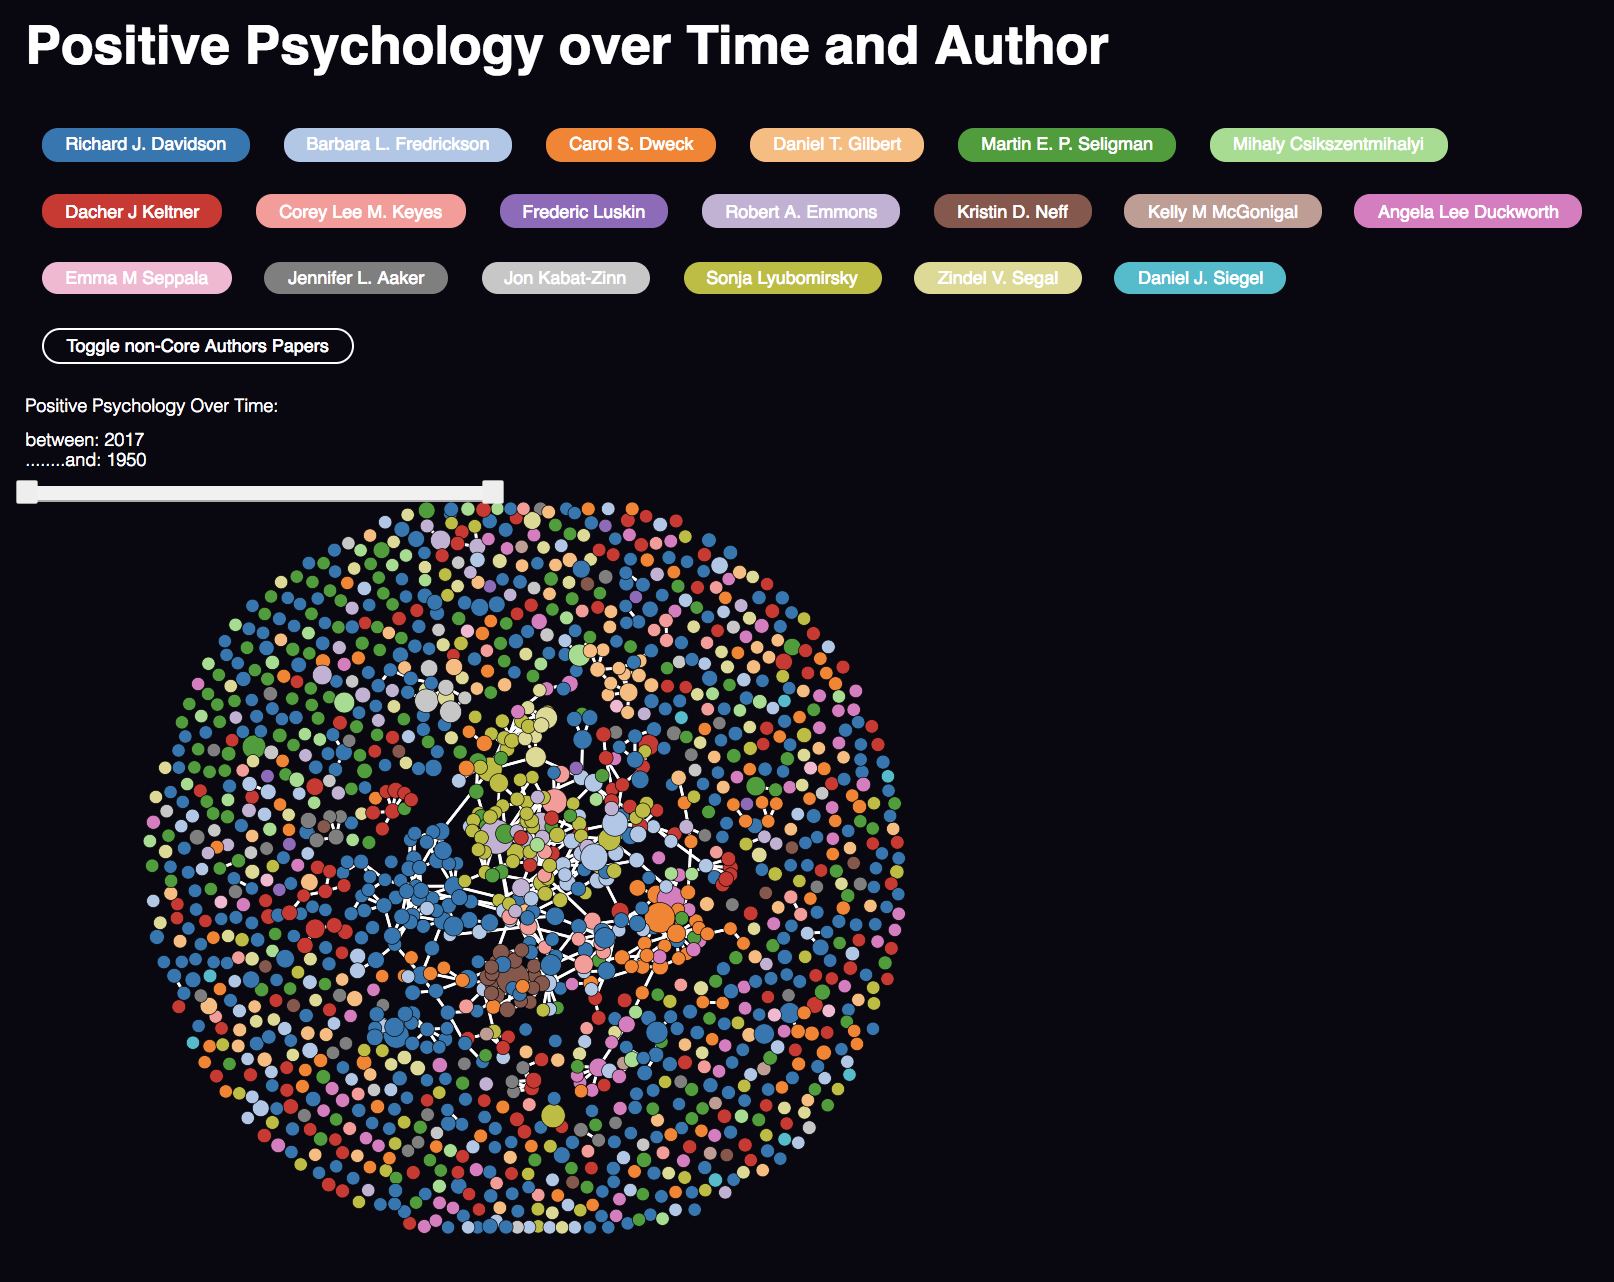 Positive Psychology over Time and Author
Richard J. Davidson Barbara L. Fredrickson Carol S. Dweck Daniel T. Gilbert Martin E. P. Seligman Mihaly Csikszentmihalyi
Dacher J Keltner Corey Lee M. Keyes Frederic Luskin Robert A. Emmons Kristin D. Neff Kelly M McGonigal Angela Lee Duckworth
Emma M Seppala Jennifer L. Aaker Jon Kabat-Zinn Sonja Lyubomirsky Zindel V. Segal Daniel J. Siegel
Toggle non-Core Authors Papers
Positive Psychology Over Time:
between: 2017
........and: 1950